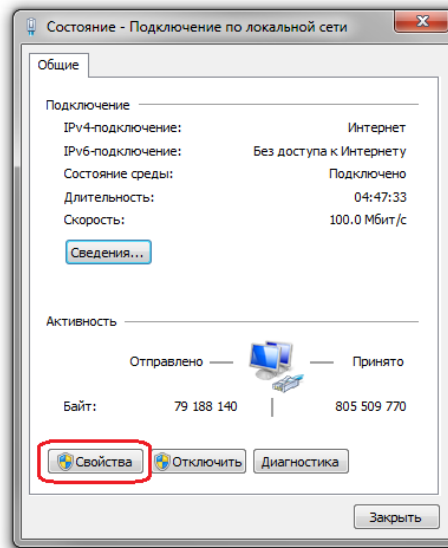 Состояние - Подключение по локальной сети
Общие
Подключение
IPv4-подключение: Интернет
IPv6-подключение: Без доступа к Интернету
Состояние среды: Подключено
Длительность: 04:47:33
Скорость: 100.0 Мбит/с
Сведения...
Активность
Отправлено — — Принято
Байт: 79 188 140 805 509 770
Свойства Отключить Диагностика
Закрыть